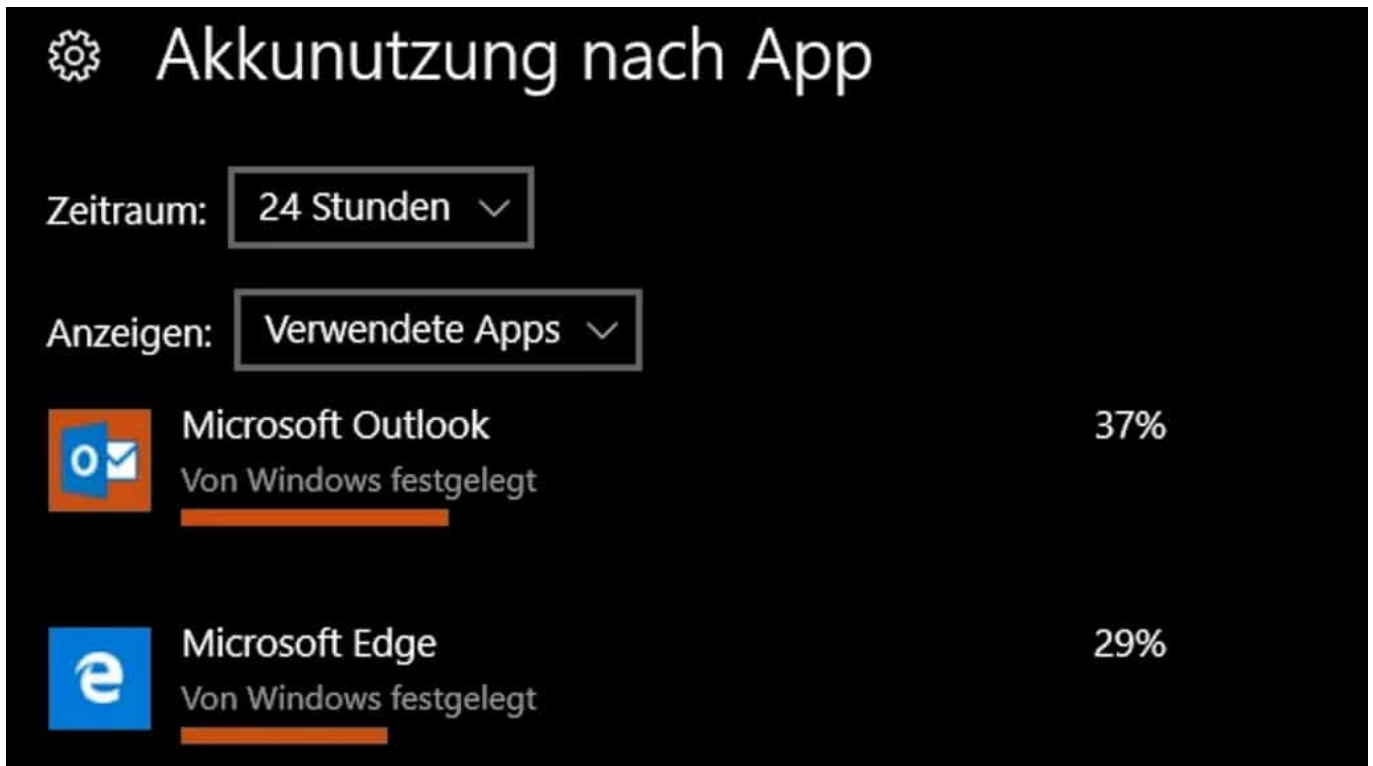 Akkunutzung nach App
Zeitraum: 24 Stunden
Anzeigen: Verwendete Apps
Microsoft Outlook 37%
Von Windows festgelegt
Microsoft Edge 29%
Von Windows festgelegt